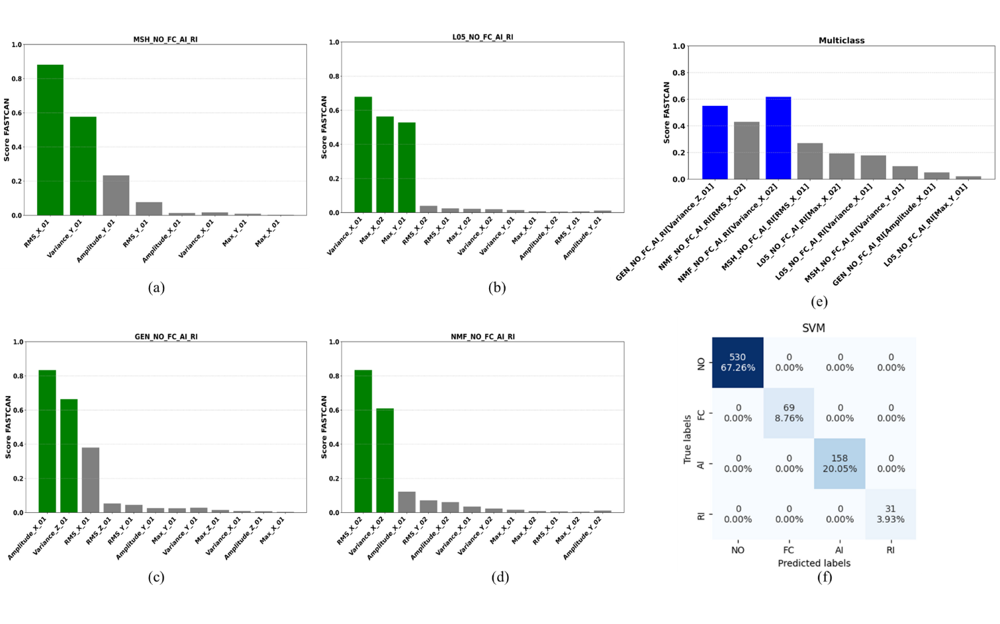 MSH_NO_FC_AI_RI
1.0
0.8
0.6
0.4
0.2
0.0
Score FASTCAN
RMS_X_01
Variance_Y_01
Amplitude_Y_01
RMS_Y_01
Amplitude_X_01
Variance_X_01
Max_Y_01
Max_X_01
(a)
L05_NO_FC_AI_RI
1.0
0.8
0.6
0.4
0.2
0.0
Score FASTCAN
Variance_X_01
Max_X_02
Max_Y_01
RMS_X_02
RMS_X_01
Max_Y_02
Variance_X_02
Variance_Y_01
Max_X_01
Amplitude_X_02
RMS_Y_01
Amplitude_Y_01
(b)
Multiclass
1.0
0.8
0.6
0.4
0.2
0.0
Score FASTCAN
GEN_NO_FC_AI_RI[Variance_Z_01]
NMF_NO_FC_AI_RI[RMS_X_02]
NMF_NO_FC_AI_RI[Variance_X_02]
MSH_NO_FC_AI_RI[RMS_X_01]
L05_NO_FC_AI_RI[Max_X_02]
L05_NO_FC_AI_RI[Variance_X_01]
MSH_NO_FC_AI_RI[Variance_Y_01]
GEN_NO_FC_AI_RI[Amplitude_X_01]
L05_NO_FC_AI_RI[Max_Y_01]
(e)
GEN_NO_FC_AI_RI
1.0
0.8
0.6
0.4
0.2
0.0
Score FASTCAN
Amplitude_X_01
Variance_Z_01
RMS_X_01
RMS_Z_01
RMS_Y_01
Amplitude_Y_01
Max_Y_01
Variance_Y_01
Max_Z_01
Variance_X_01
Amplitude_Z_01
Max_X_01
(c)
NMF_NO_FC_AI_RI
1.0
0.8
0.6
0.4
0.2
0.0
Score FASTCAN
RMS_X_02
Variance_X_02
Amplitude_X_01
RMS_Y_02
Amplitude_X_02
Variance_X_01
Variance_Y_02
Max_X_01
Max_X_02
RMS_X_01
Max_Y_02
Amplitude_Y_02
(d)
SVM
True labels
NO
530 0 0 0
67.26% 0.00% 0.00% 0.00%
FC
0 69 0 0
0.00% 8.76% 0.00% 0.00%
AI
0 0 158 0
0.00% 0.00% 20.05% 0.00%
RI
0 0 0 31
0.00% 0.00% 0.00% 3.93%
NO FC AI RI
Predicted labels
(f)